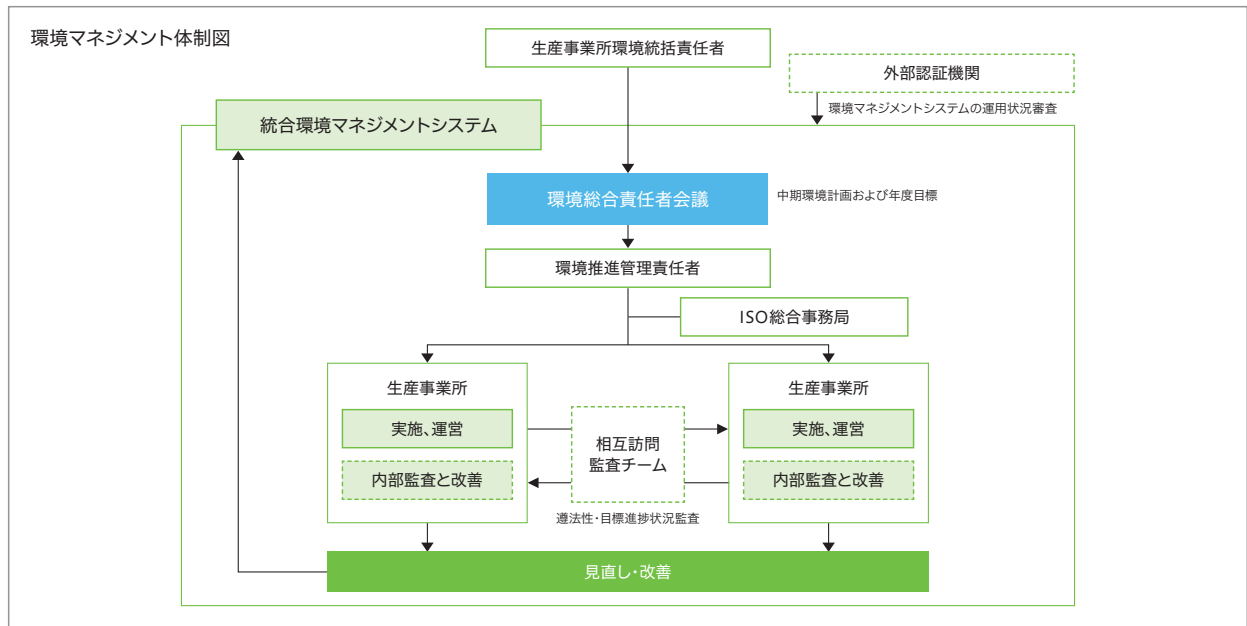 環境マネジメント体制図
生産事業所環境統括責任者
外部認証機関
環境マネジメントシステムの運用状況審査
統合環境マネジメントシステム
環境総合責任者会議
中期環境計画および年度目標
環境推進管理責任者
ISO総合事務局
生産事業所
実施、運営
内部監査と改善
相互訪問
監査チーム
遵法性・目標進捗状況監査
生産事業所
実施、運営
内部監査と改善
見直し・改善